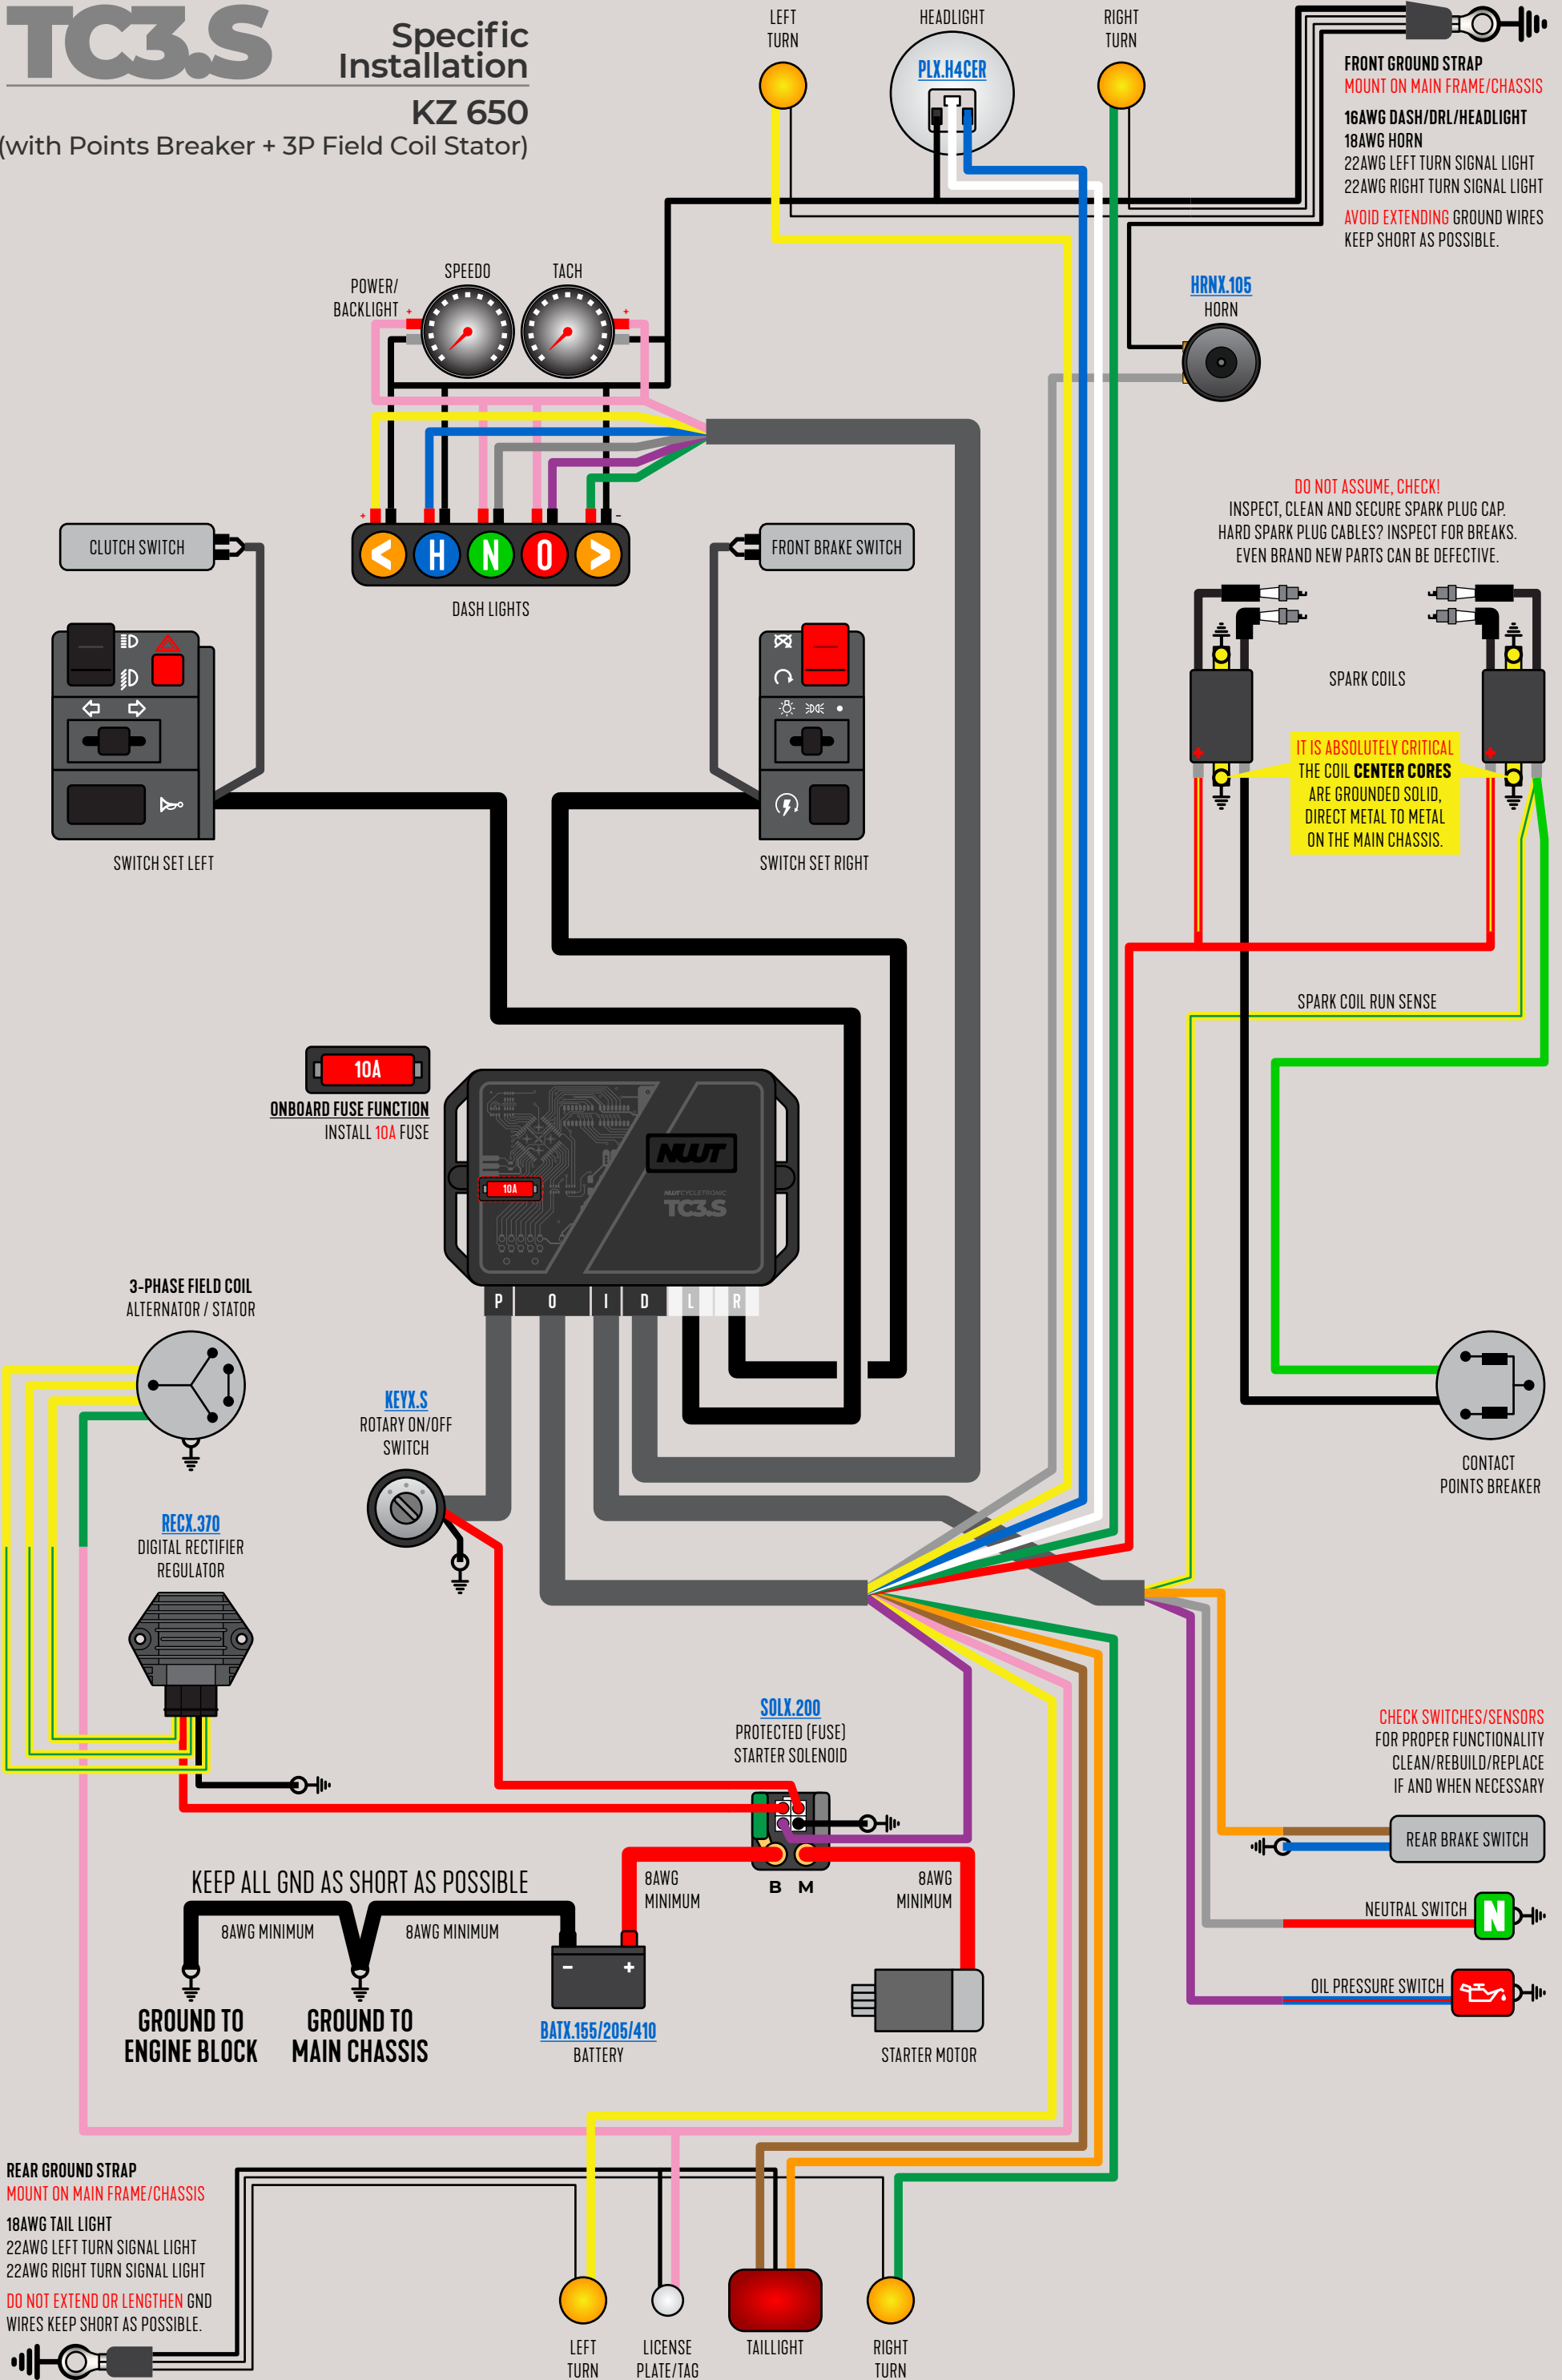 TC3.S
Specific
Installation
KZ 650
(with Points Breaker + 3P Field Coil Stator)
LEFT
TURN
HEADLIGHT
PLX.H4CER
RIGHT
TURN
FRONT GROUND STRAP
MOUNT ON MAIN FRAME/CHASSIS
16AWG DASH/DRL/HEADLIGHT
18AWG HORN
22AWG LEFT TURN SIGNAL LIGHT
22AWG RIGHT TURN SIGNAL LIGHT
AVOID EXTENDING GROUND WIRES
KEEP SHORT AS POSSIBLE.
HRNX.105
HORN
POWER/
BACKLIGHT
SPEEDO
TACH
+
+
+
-
< H N O >
DASH LIGHTS
CLUTCH SWITCH
FRONT BRAKE SWITCH
SWITCH SET LEFT
SWITCH SET RIGHT
DO NOT ASSUME, CHECK!
INSPECT, CLEAN AND SECURE SPARK PLUG CAP.
HARD SPARK PLUG CABLES? INSPECT FOR BREAKS.
EVEN BRAND NEW PARTS CAN BE DEFECTIVE.
SPARK COILS
+
+
IT IS ABSOLUTELY CRITICAL
THE COIL CENTER CORES
ARE GROUNDED SOLID,
DIRECT METAL TO METAL
ON THE MAIN CHASSIS.
SPARK COIL RUN SENSE
10A
ONBOARD FUSE FUNCTION
INSTALL 10A FUSE
NWT
10A
NWT CYCLETRONIC
TC3.S
P O I D L R
3-PHASE FIELD COIL
ALTERNATOR / STATOR
KEYX.S
ROTARY ON/OFF
SWITCH
CONTACT
POINTS BREAKER
RECX.370
DIGITAL RECTIFIER
REGULATOR
SOLX.200
PROTECTED (FUSE)
STARTER SOLENOID
B M
8AWG
MINIMUM
8AWG
MINIMUM
KEEP ALL GND AS SHORT AS POSSIBLE
8AWG MINIMUM
8AWG MINIMUM
GROUND TO
ENGINE BLOCK
GROUND TO
MAIN CHASSIS
- +
BATX.155/205/410
BATTERY
STARTER MOTOR
CHECK SWITCHES/SENSORS
FOR PROPER FUNCTIONALITY
CLEAN/REBUILD/REPLACE
IF AND WHEN NECESSARY
REAR BRAKE SWITCH
NEUTRAL SWITCH
N
OIL PRESSURE SWITCH
REAR GROUND STRAP
MOUNT ON MAIN FRAME/CHASSIS
18AWG TAIL LIGHT
22AWG LEFT TURN SIGNAL LIGHT
22AWG RIGHT TURN SIGNAL LIGHT
DO NOT EXTEND OR LENGTHEN GND
WIRES KEEP SHORT AS POSSIBLE.
LEFT
TURN
LICENSE
PLATE/TAG
TAILLIGHT
RIGHT
TURN